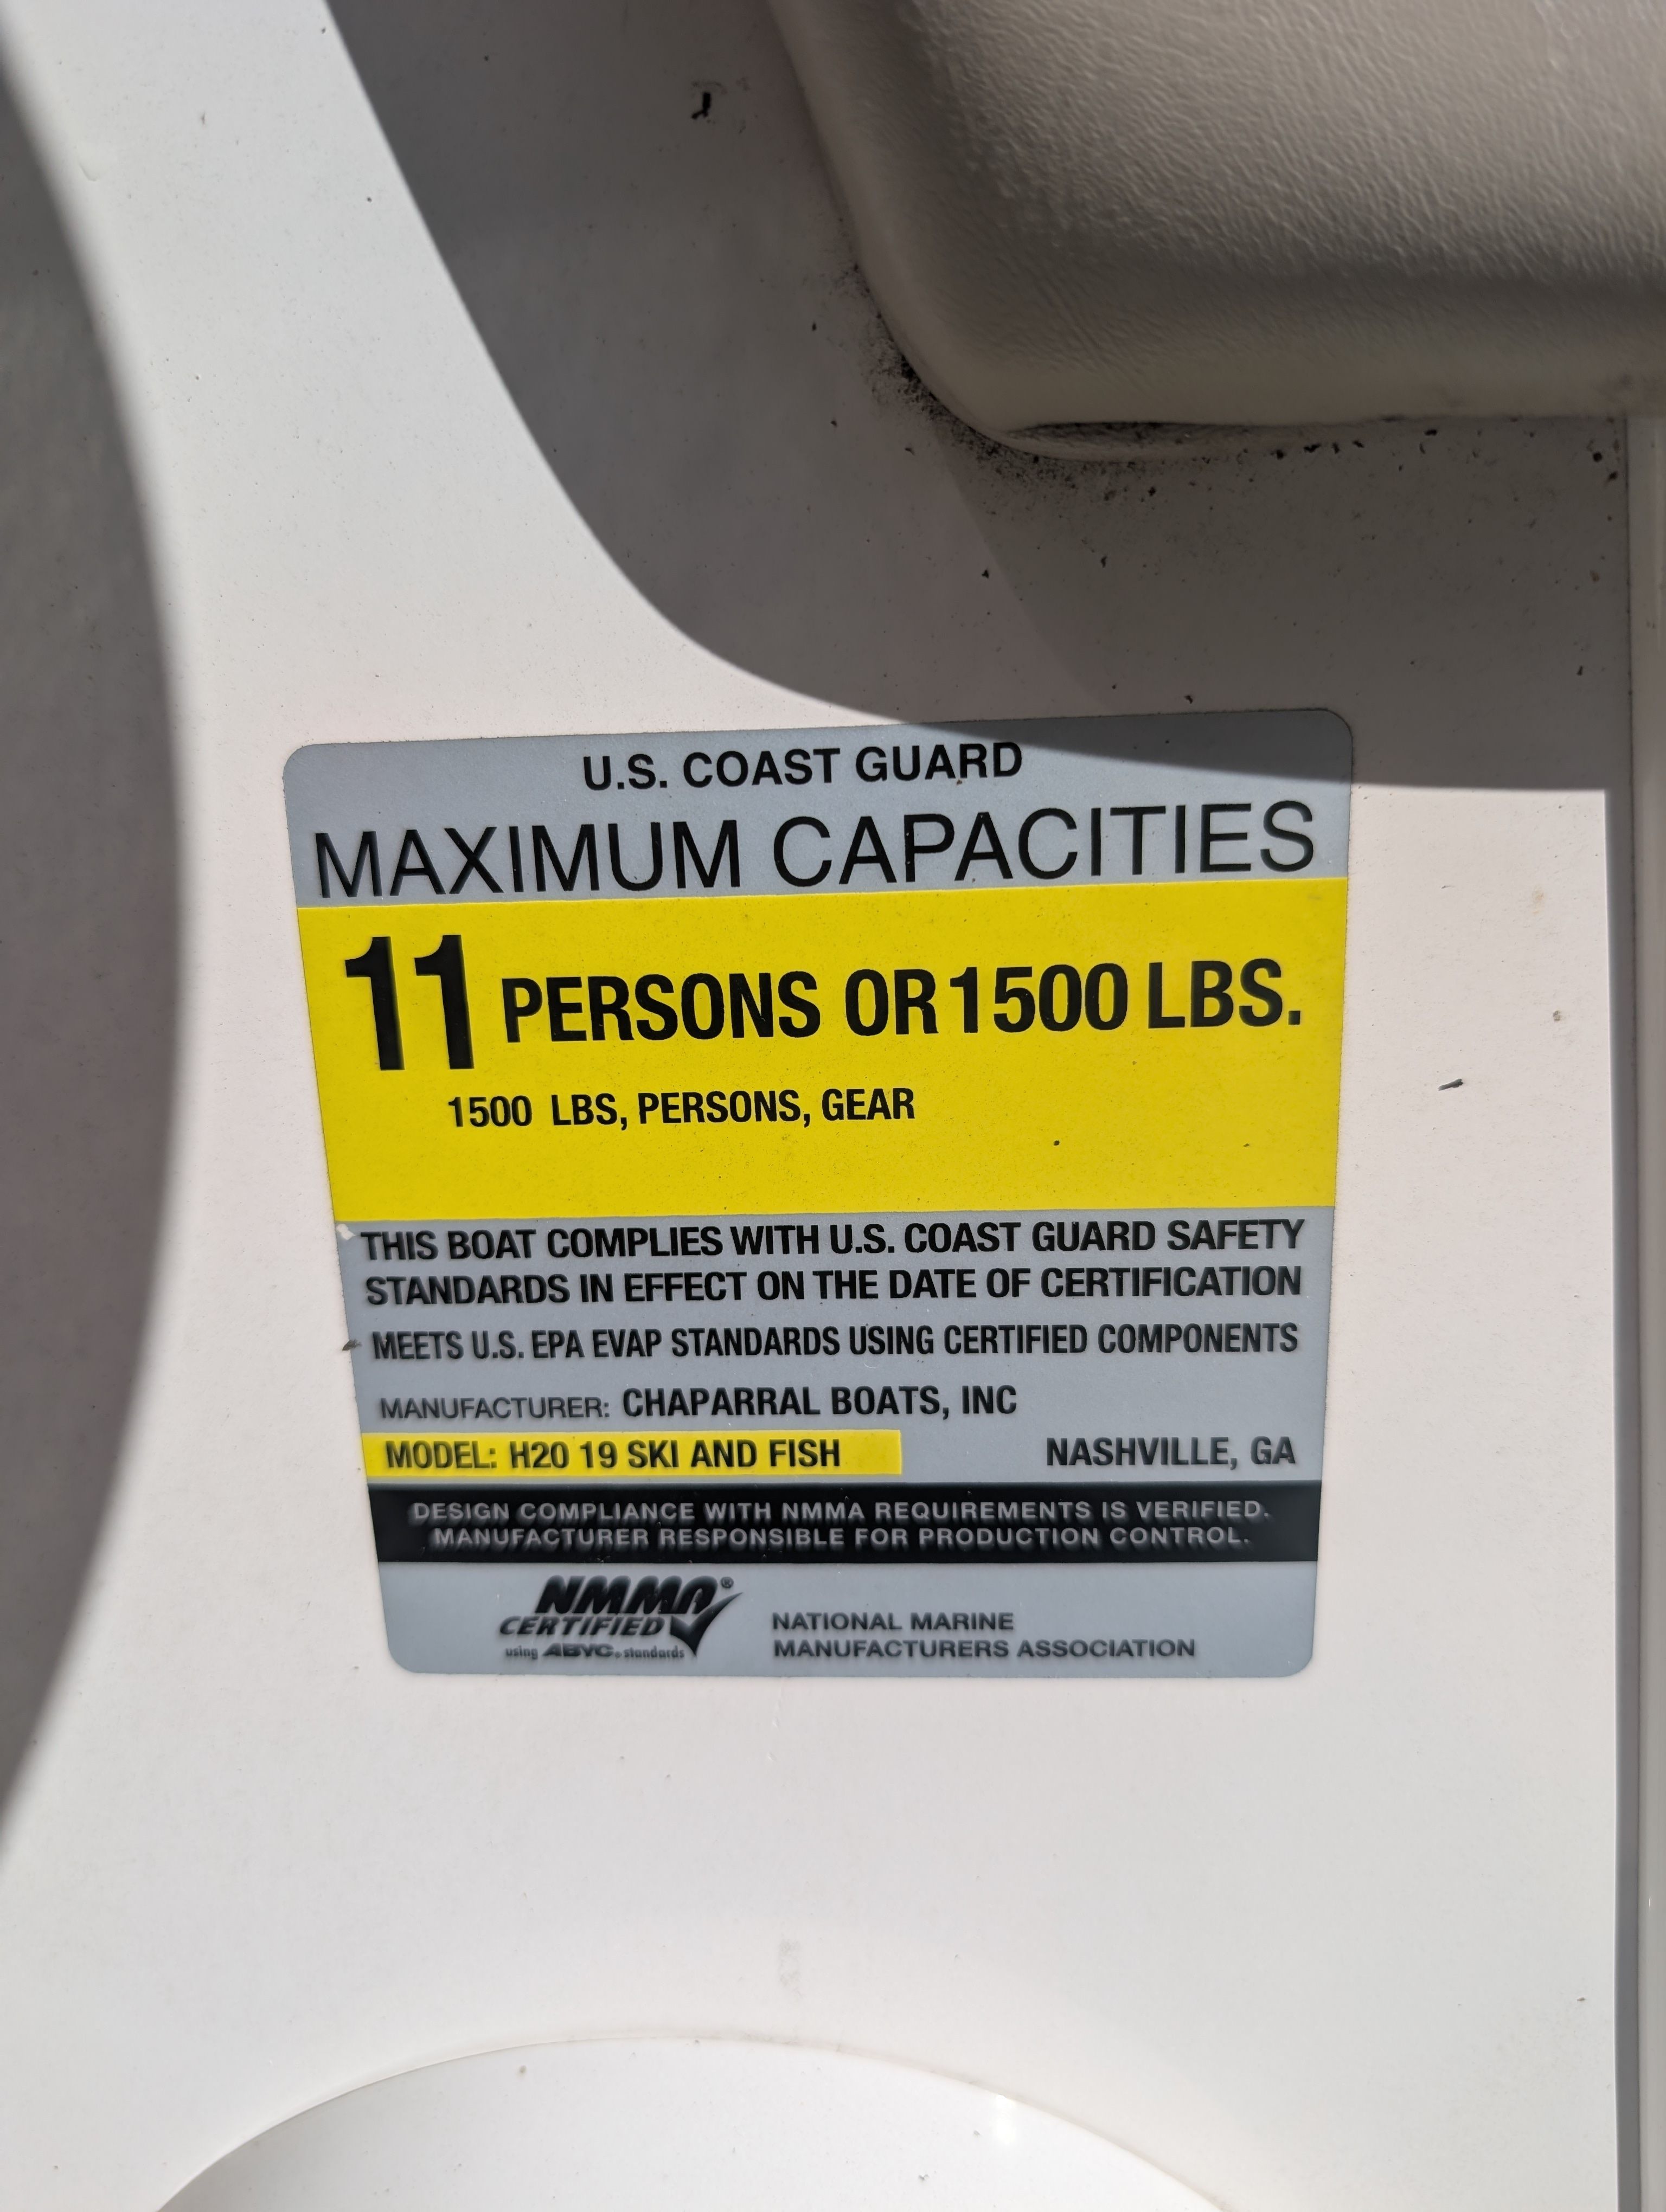 U.S. COAST GUARD
MAXIMUM CAPACITIES
11 PERSONS OR 1500 LBS.
1500 LBS, PERSONS, GEAR
THIS BOAT COMPLIES WITH U.S. COAST GUARD SAFETY
STANDARDS IN EFFECT ON THE DATE OF CERTIFICATION
MEETS U.S. EPA EVAP STANDARDS USING CERTIFIED COMPONENTS
MANUFACTURER: CHAPARRAL BOATS, INC
MODEL: H20 19 SKI AND FISH NASHVILLE, GA
DESIGN COMPLIANCE WITH NMMA REQUIREMENTS IS VERIFIED.
MANUFACTURER RESPONSIBLE FOR PRODUCTION CONTROL.
NMMA®
CERTIFIED
using ABYC® standards
NATIONAL MARINE
MANUFACTURERS ASSOCIATION